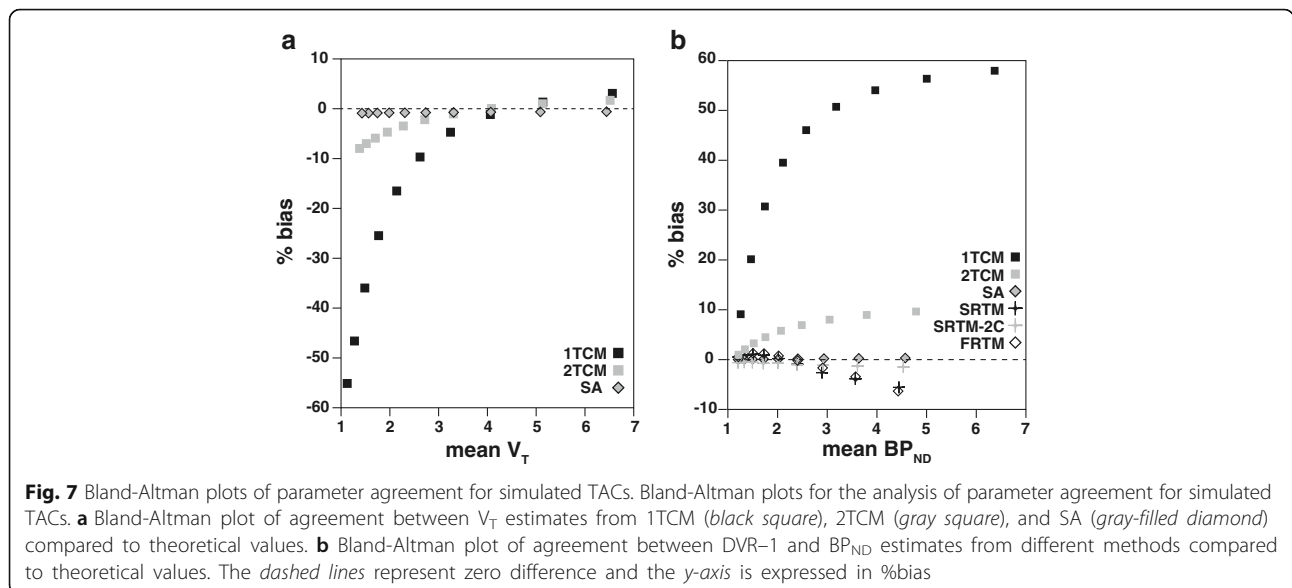 a
10
0
-10
-20
-30
-40
-50
-60
% bias
1TCM
2TCM
SA
1 2 3 4 5 6 7
mean V_T
b
60
50
40
30
20
10
0
-10
% bias
1TCM
2TCM
SA
SRTM
SRTM-2C
FRTM
1 2 3 4 5 6 7
mean BP_ND
Fig. 7 Bland-Altman plots of parameter agreement for simulated TACs. Bland-Altman plots for the analysis of parameter agreement for simulated
TACs. a Bland-Altman plot of agreement between V_T estimates from 1TCM (black square), 2TCM (gray square), and SA (gray-filled diamond)
compared to theoretical values. b Bland-Altman plot of agreement between DVR–1 and BP_ND estimates from different methods compared
to theoretical values. The dashed lines represent zero difference and the y-axis is expressed in %bias